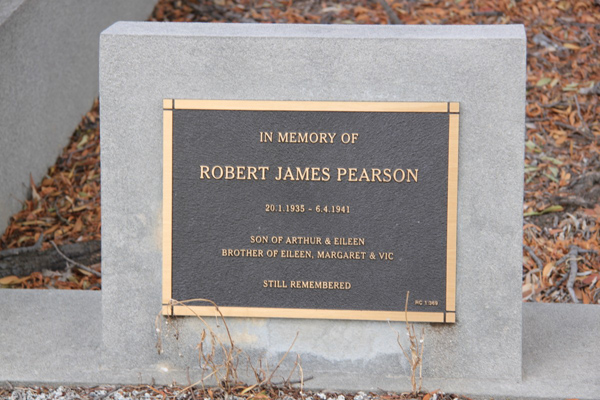 IN MEMORY OF
ROBERT JAMES PEARSON
20.1.1935 - 6.4.1941
SON OF ARTHUR & EILEEN
BROTHER OF EILEEN, MARGARET & VIC
STILL REMEMBERED